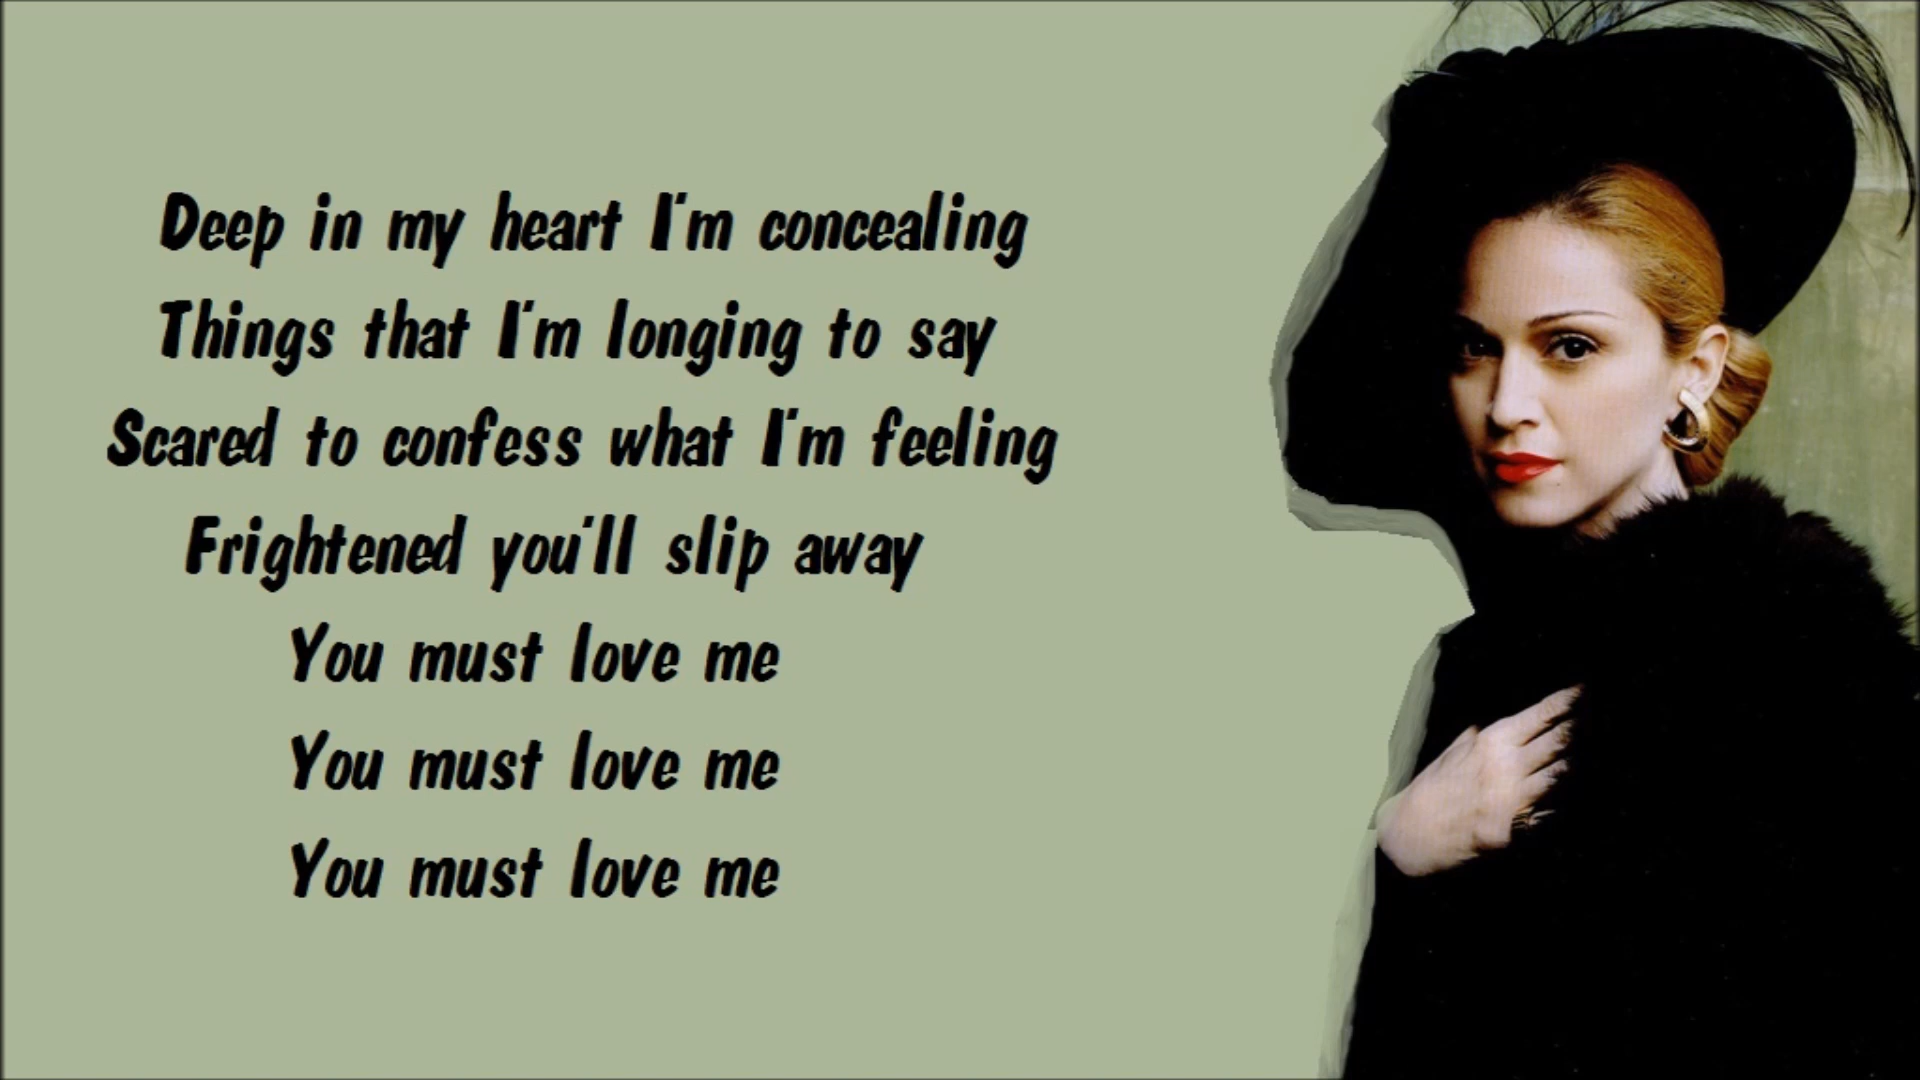 Deep in my heart I'm concealing
Things that I'm longing to say
Scared to confess what I'm feeling
Frightened you'll slip away
You must love me
You must love me
You must love me